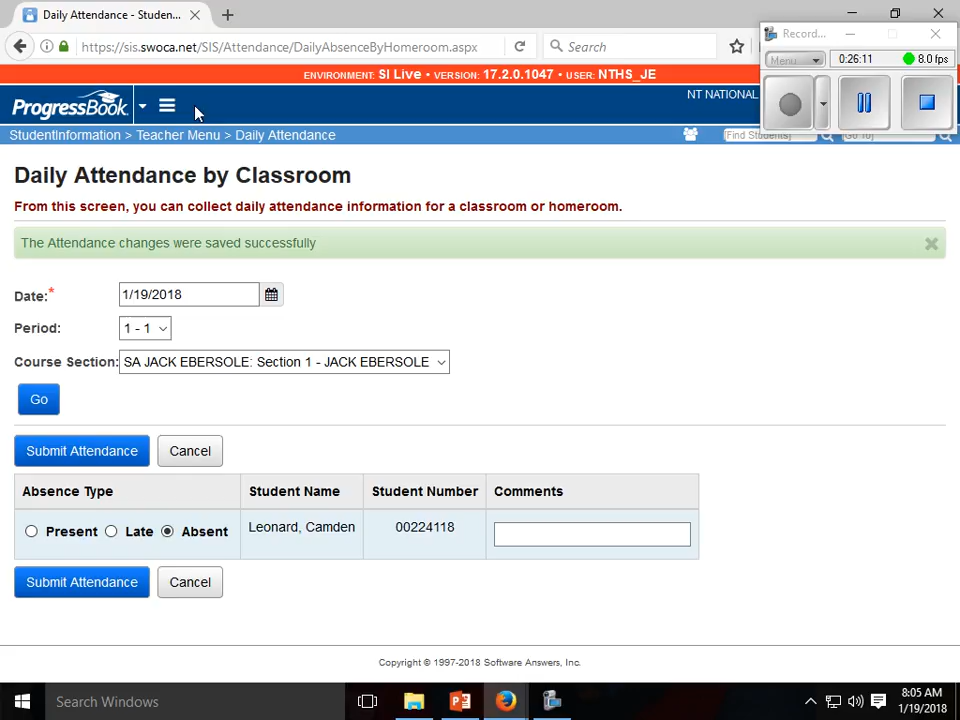 Daily Attendance - Studen...
Record...
https://sis.swoca.net/SIS/Attendance/DailyAbsenceByHomeroom.aspx
Search
Menu
0:26:11
8.0 fps
ENVIRONMENT: SI Live • VERSION: 17.2.0.1047 • USER: NTHS_JE
ProgressBook
NT NATIONAL
StudentInformation > Teacher Menu > Daily Attendance
[Find Students]
Daily Attendance by Classroom
From this screen, you can collect daily attendance information for a classroom or homeroom.
The Attendance changes were saved successfully
Date:*
1/19/2018
Period:
1 - 1
Course Section:
SA JACK EBERSOLE: Section 1 - JACK EBERSOLE
Go
Submit Attendance
Cancel
Absence Type
Student Name
Student Number
Comments
Present
Late
Absent
Leonard, Camden
00224118
Submit Attendance
Cancel
Copyright © 1997-2018 Software Answers, Inc.
Search Windows
8:05 AM
1/19/2018